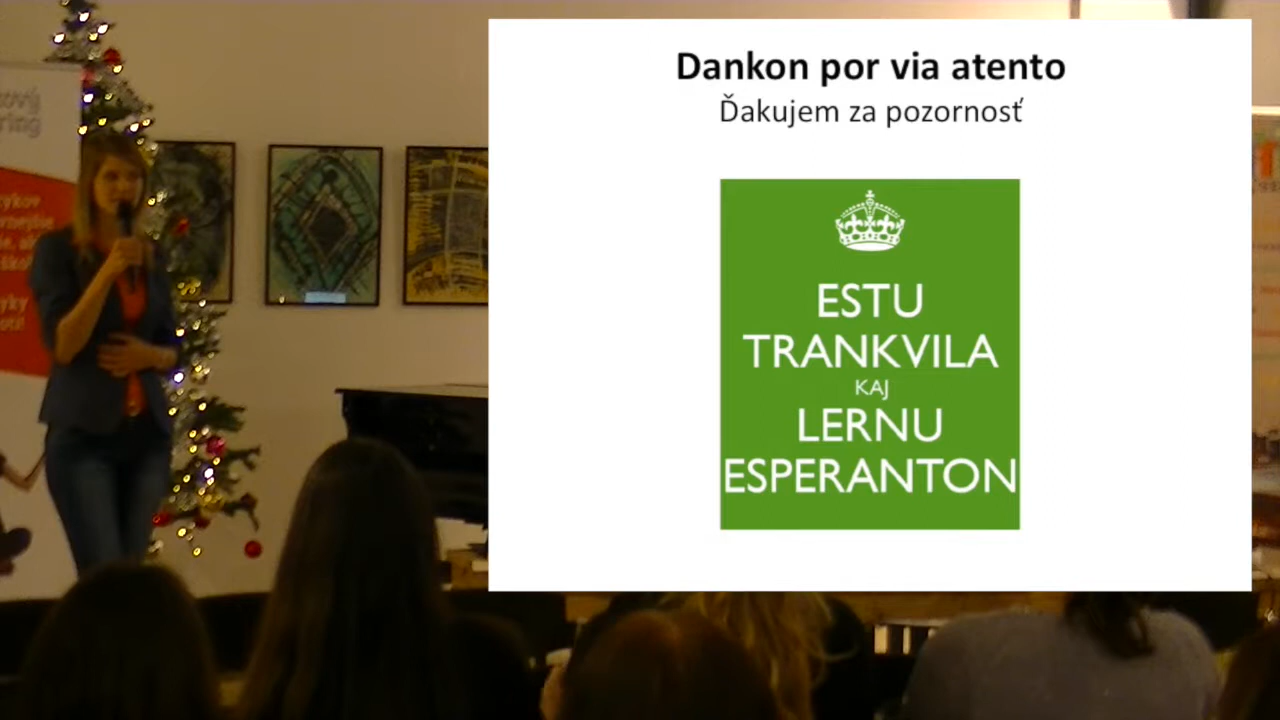 Dankon por via atento
Ďakujem za pozornosť
ESTU
TRANKVILA
KAJ
LERNU
ESPERANTON